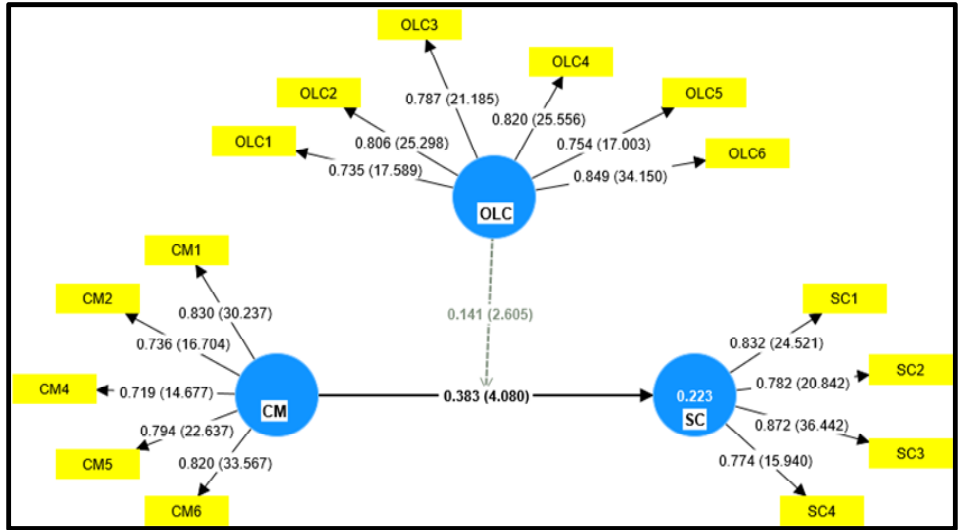 OLC3
OLC4
OLC2
OLC5
0.787 (21.185)
0.820 (25.556)
OLC1
0.806 (25.298)
0.754 (17.003)
OLC6
0.735 (17.589)
0.849 (34.150)
OLC
CM1
CM2
SC1
0.830 (30.237)
0.141 (2.605)
0.736 (16.704)
0.832 (24.521)
SC2
CM4
0.719 (14.677)
0.782 (20.842)
CM
0.383 (4.080)
0.223
SC
0.794 (22.637)
0.872 (36.442)
CM5
0.820 (33.567)
0.774 (15.940)
SC3
CM6
SC4